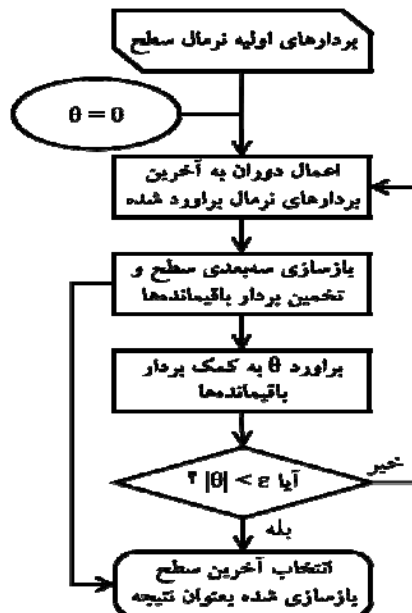 بردارهای اولیه نرمال سطح
θ = 0
اعمال دوران به آخرین
بردارهای نرمال براورد شده
بازسازی سه‌بعدی سطح و
تخمین بردار باقیمانده‌ها
براورد θ به کمک بردار
باقیمانده‌ها
آیا |θ| < ε ؟
خیر
بله
انتخاب آخرین سطح
بازسازی شده بعنوان نتیجه